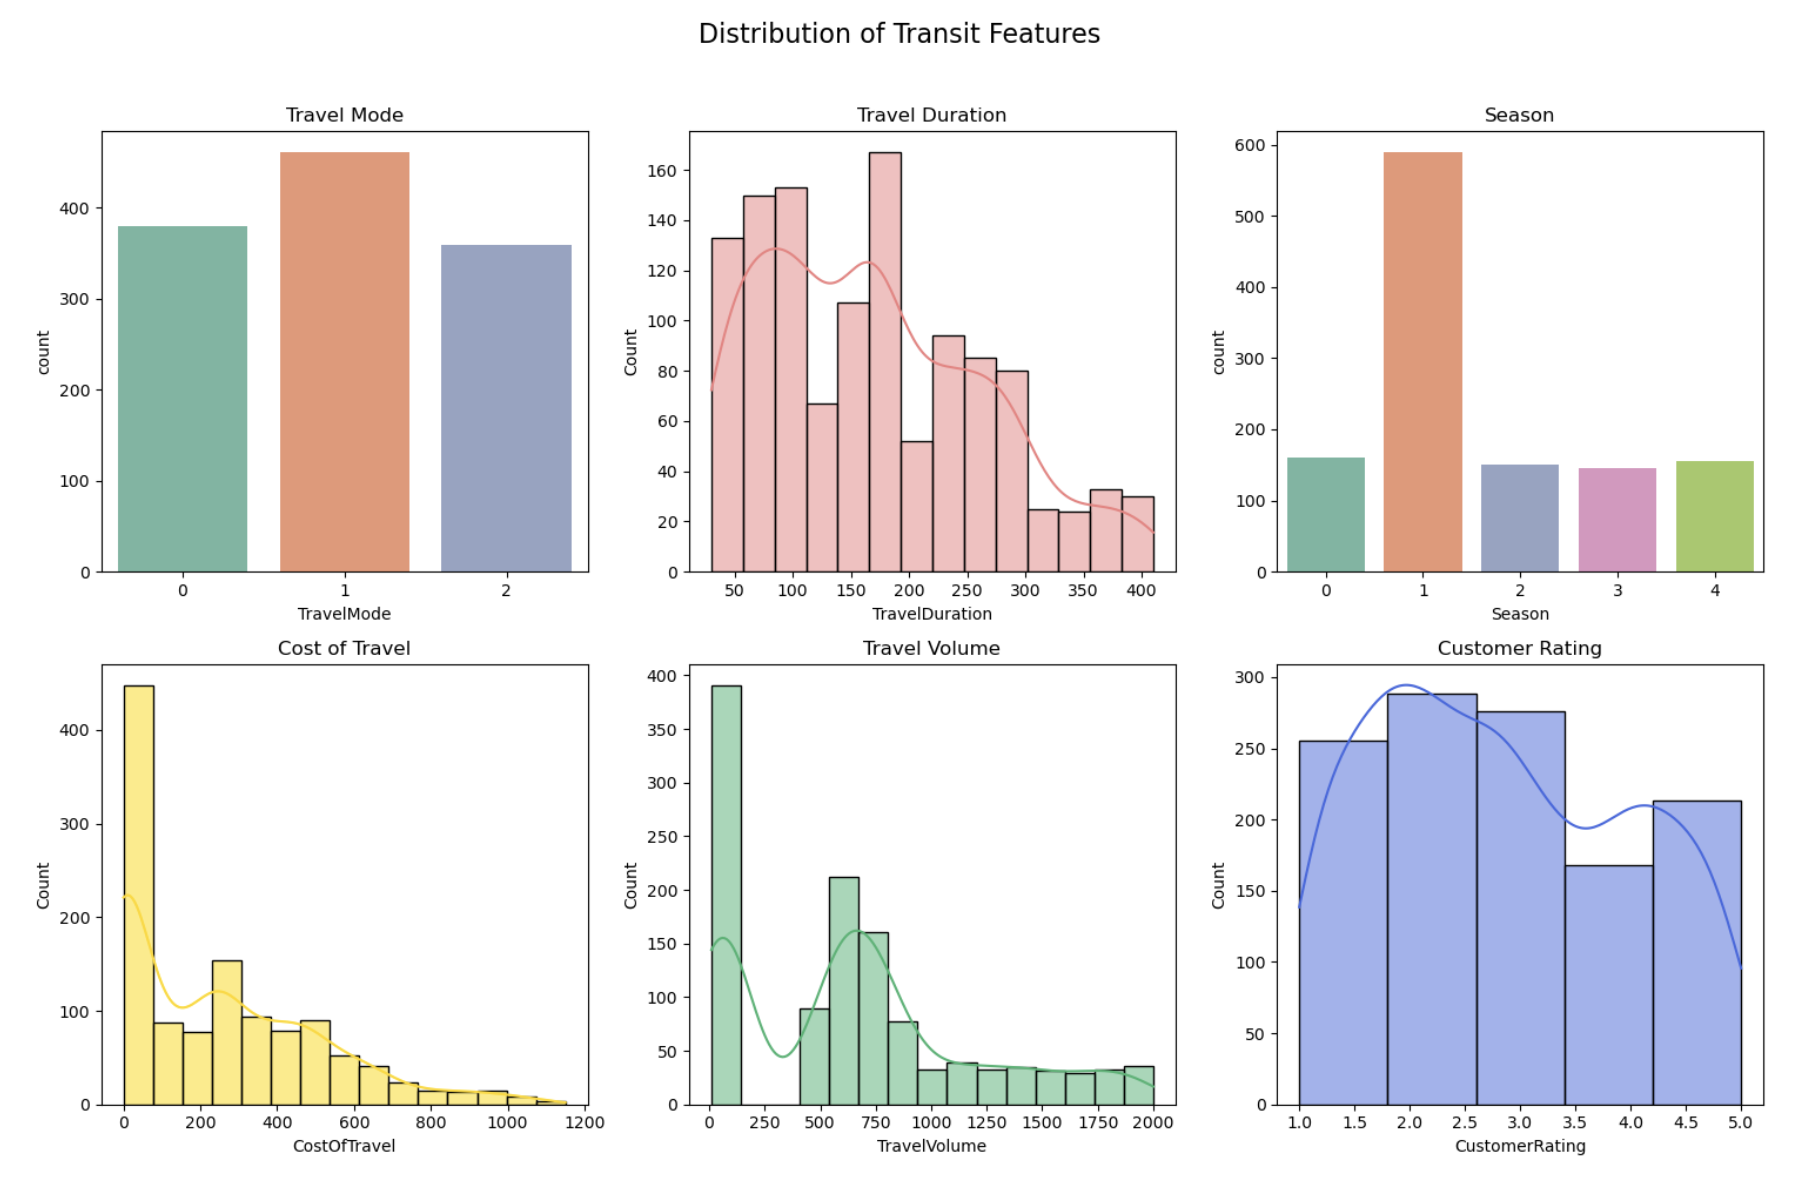 Distribution of Transit Features
Travel Mode
count
400
300
200
100
0
0 1 2
TravelMode
Travel Duration
Count
160
140
120
100
80
60
40
20
0
50 100 150 200 250 300 350 400
TravelDuration
Season
count
600
500
400
300
200
100
0
0 1 2 3 4
Season
Cost of Travel
Count
400
300
200
100
0
0 200 400 600 800 1000 1200
CostOfTravel
Travel Volume
Count
400
350
300
250
200
150
100
50
0
0 250 500 750 1000 1250 1500 1750 2000
TravelVolume
Customer Rating
Count
300
250
200
150
100
50
0
1.0 1.5 2.0 2.5 3.0 3.5 4.0 4.5 5.0
CustomerRating